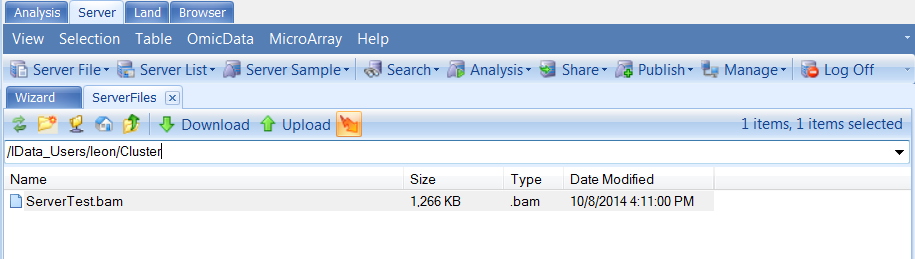 Analysis Server Land Browser
View Selection Table OmicData MicroArray Help
Server File Server List Server Sample Search Analysis Share Publish Manage Log Off
Wizard ServerFiles
Download Upload 1 items, 1 items selected
/IData_Users/leon/Cluster
Name Size Type Date Modified
ServerTest.bam 1,266 KB .bam 10/8/2014 4:11:00 PM